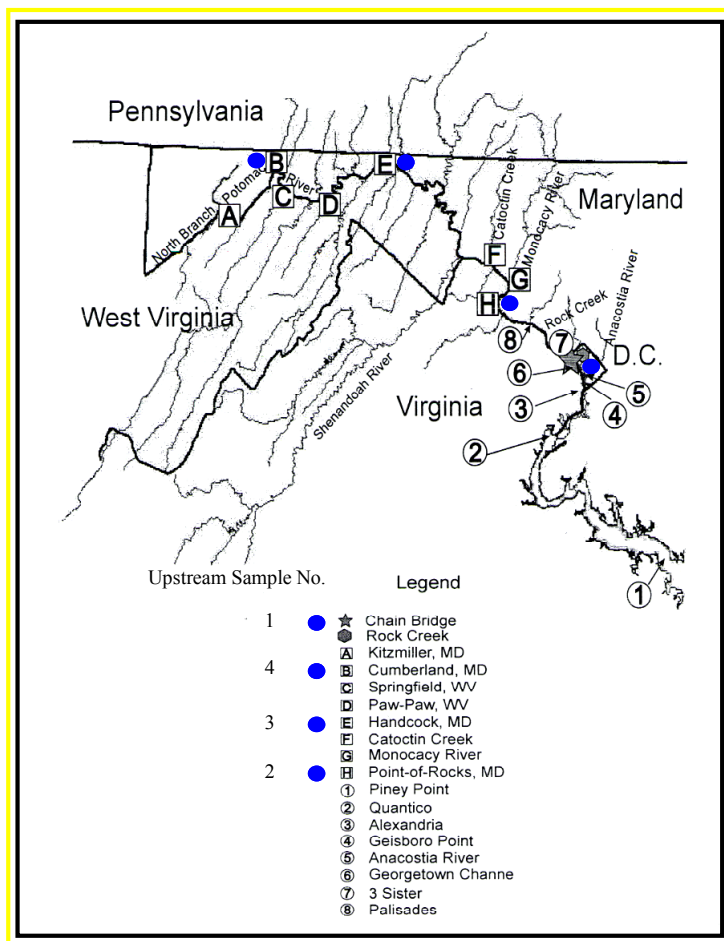 Pennsylvania
B
E
Catoctin Creek
Monocacy River
Maryland
North Branch Potomac River
A
C
D
F
G
Anacostia River
West Virginia
H
Rock Creek
8
7
D.C.
6
5
Shenandoah River
Virginia
3
4
2
1
Upstream Sample No.
Legend
1 Chain Bridge
Rock Creek
A Kitzmiller, MD
4 B Cumberland, MD
C Springfield, WV
D Paw-Paw, WV
3 E Handcock, MD
F Catoctin Creek
G Monocacy River
2 H Point-of-Rocks, MD
1 Piney Point
2 Quantico
3 Alexandria
4 Geisboro Point
5 Anacostia River
6 Georgetown Channe
7 3 Sister
8 Palisades